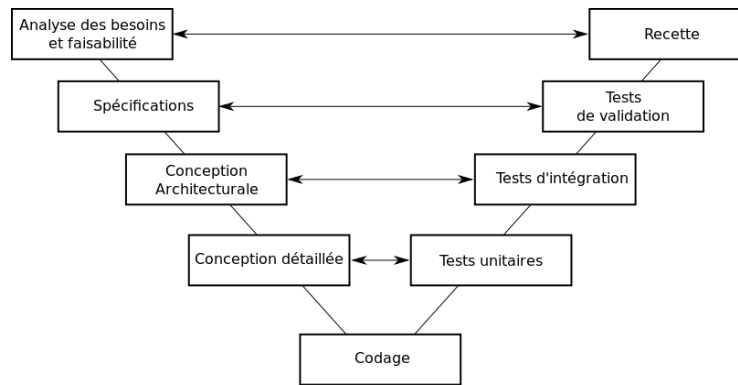 Analyse des besoins
et faisabilité
Recette
Spécifications
Tests
de validation
Conception
Architecturale
Tests d'intégration
Conception détaillée
Tests unitaires
Codage